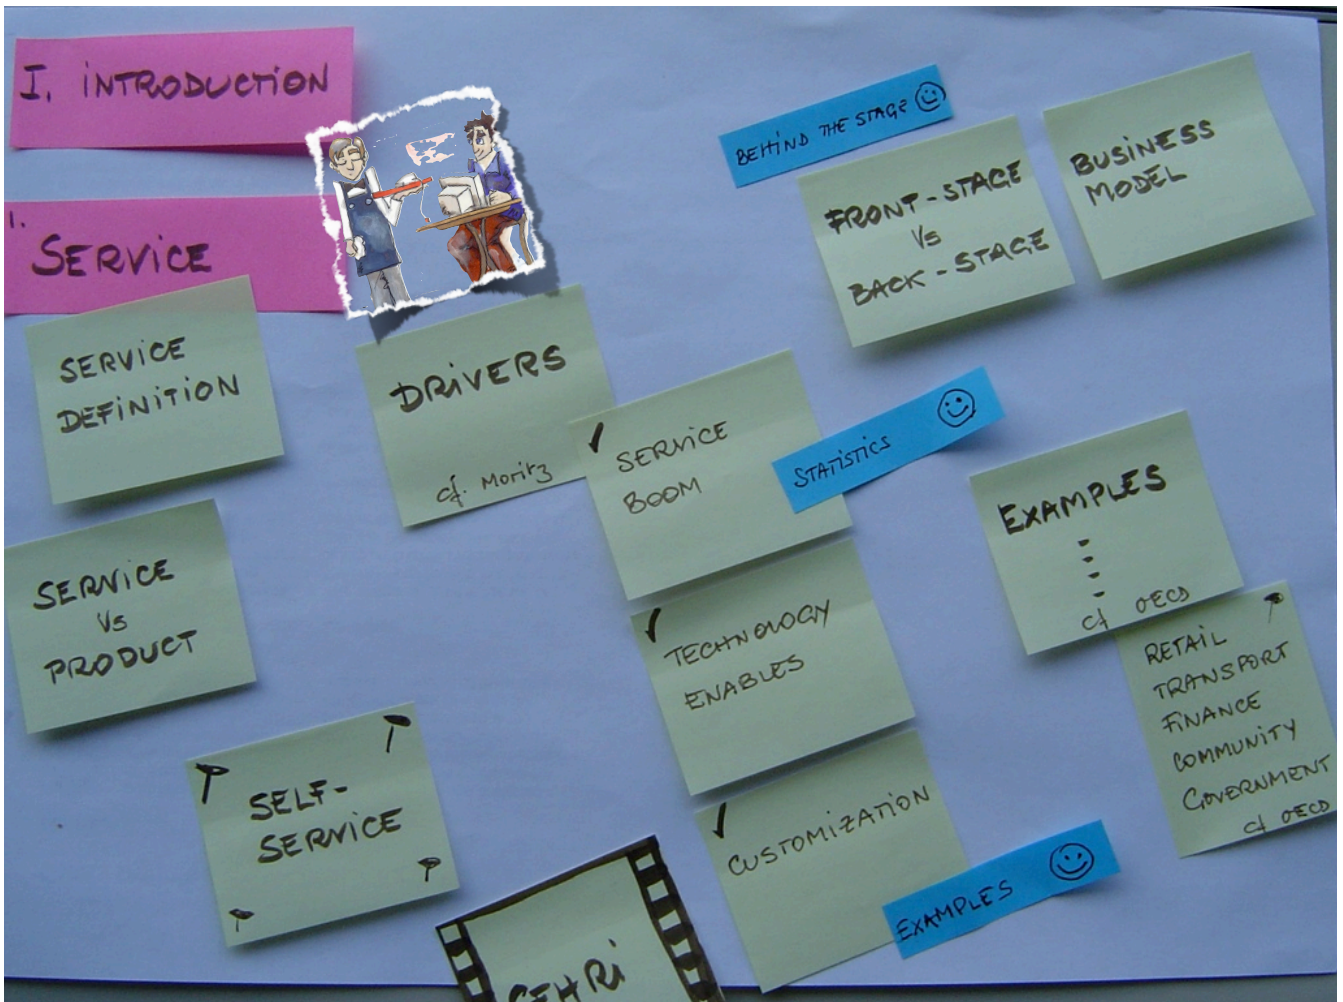 I. INTRODUCTION
1.
SERVICE
SERVICE
DEFINITION
SERVICE
Vs
PRODUCT
SELF-
SERVICE
DRIVERS
cf. Moritz
SERVICE
BOOM
STATISTICS
TECHNOLOGY
ENABLES
CUSTOMIZATION
EXAMPLES
BEHIND THE STAGE
FRONT-STAGE
Vs
BACK-STAGE
BUSINESS
MODEL
EXAMPLES
cf OECD
RETAIL
TRANSPORT
FINANCE
COMMUNITY
GOVERNMENT
cf OECD